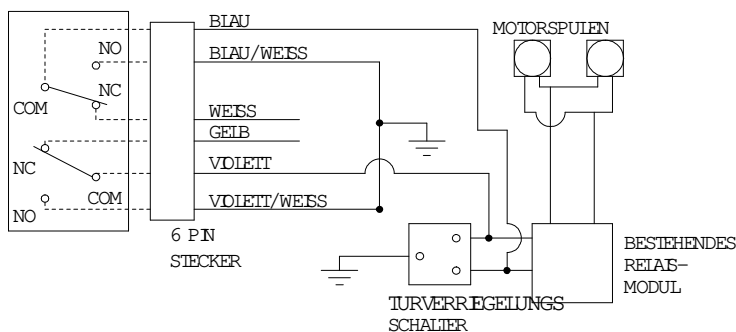 BLAU
MOTORSPULEN
NO
BLAU/WEISS
NC
COM
WEISS
GELB
NC
VIOLETT
COM
NO
VIOLETT/WEISS
6 PIN
STECKER
BESTEHENDES
RELAIS-
MODUL
TURVERRIEGELUNGS
SCHALTER